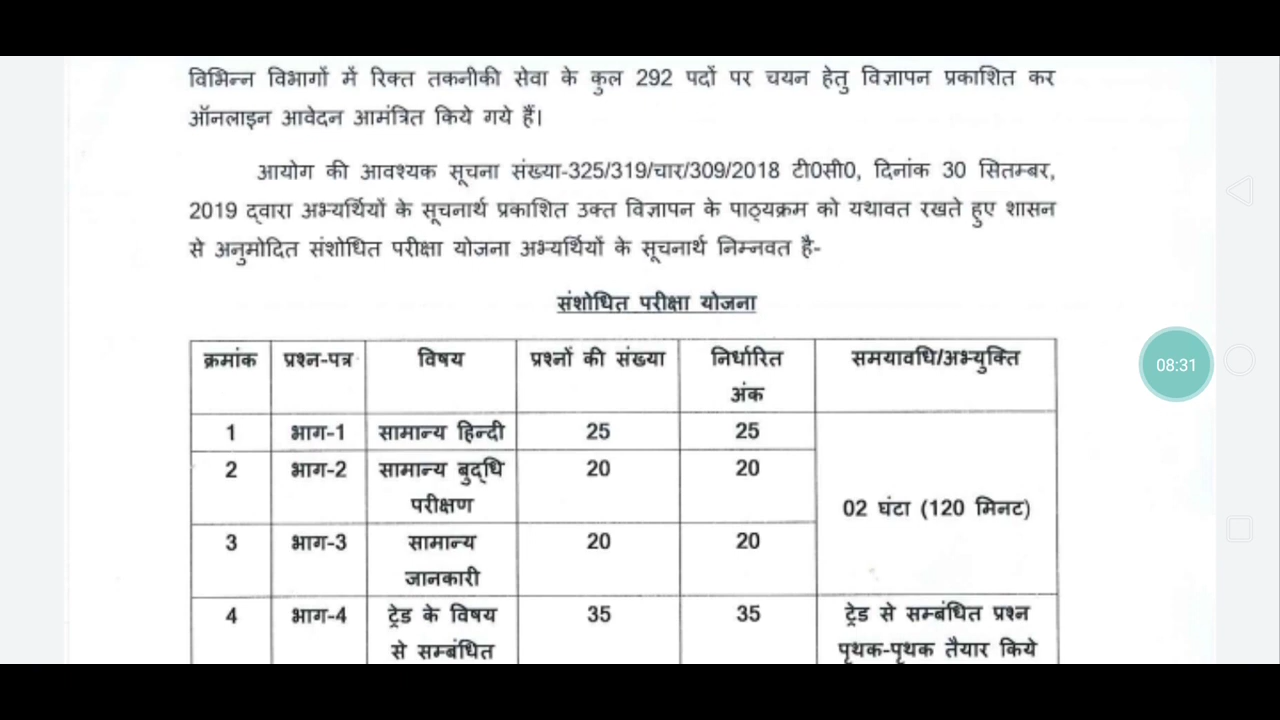 विभिन्न विभागों में रिक्त तकनीकी सेवा के कुल 292 पदों पर चयन हेतु विज्ञापन प्रकाशित कर
ऑनलाइन आवेदन आमंत्रित किये गये हैं।
आयोग की आवश्यक सूचना संख्या-325/319/चार/309/2018 टी0सी0, दिनांक 30 सितम्बर,
2019 द्वारा अभ्यर्थियों के सूचनार्थ प्रकाशित उक्त विज्ञापन के पाठ्यक्रम को यथावत रखते हुए शासन
से अनुमोदित संशोधित परीक्षा योजना अभ्यर्थियों के सूचनार्थ निम्नवत है-
संशोधित परीक्षा योजना
क्रमांक प्रश्न-पत्र विषय प्रश्नों की संख्या निर्धारित समयावधि/अभ्युक्ति
अंक
1 भाग-1 सामान्य हिन्दी 25 25
2 भाग-2 सामान्य बुद्धि 20 20
परीक्षण
02 घंटा (120 मिनट)
3 भाग-3 सामान्य 20 20
जानकारी
4 भाग-4 ट्रेड के विषय 35 35 ट्रेड से सम्बंधित प्रश्न
से सम्बंधित पृथक-पृथक तैयार किये
08:31